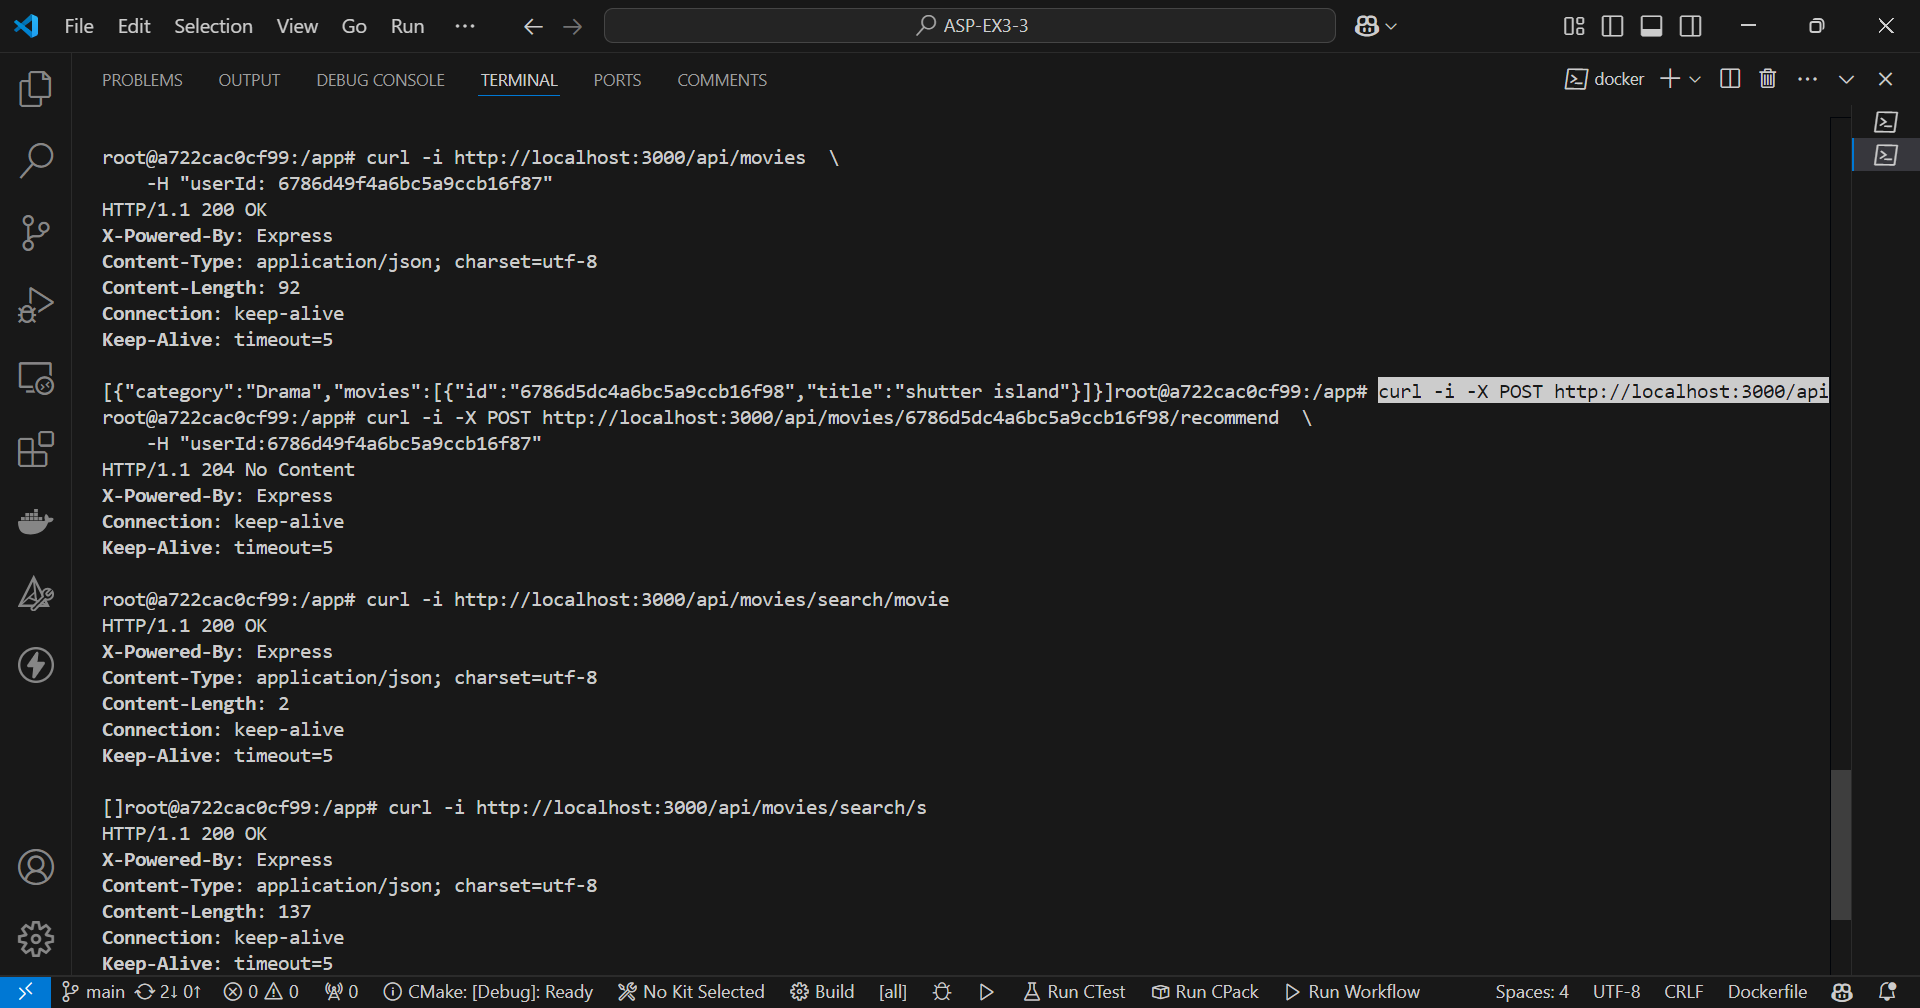 File Edit Selection View Go Run ··· ASP-EX3-3
PROBLEMS OUTPUT DEBUG CONSOLE TERMINAL PORTS COMMENTS docker
root@a722cac0cf99:/app# curl -i http://localhost:3000/api/movies \
-H "userId: 6786d49f4a6bc5a9ccb16f87"
HTTP/1.1 200 OK
X-Powered-By: Express
Content-Type: application/json; charset=utf-8
Content-Length: 92
Connection: keep-alive
Keep-Alive: timeout=5
[{"category":"Drama","movies":[{"id":"6786d5dc4a6bc5a9ccb16f98","title":"shutter island"}]}]root@a722cac0cf99:/app# curl -i -X POST http://localhost:3000/api
root@a722cac0cf99:/app# curl -i -X POST http://localhost:3000/api/movies/6786d5dc4a6bc5a9ccb16f98/recommend \
-H "userId:6786d49f4a6bc5a9ccb16f87"
HTTP/1.1 204 No Content
X-Powered-By: Express
Connection: keep-alive
Keep-Alive: timeout=5
root@a722cac0cf99:/app# curl -i http://localhost:3000/api/movies/search/movie
HTTP/1.1 200 OK
X-Powered-By: Express
Content-Type: application/json; charset=utf-8
Content-Length: 2
Connection: keep-alive
Keep-Alive: timeout=5
[]root@a722cac0cf99:/app# curl -i http://localhost:3000/api/movies/search/s
HTTP/1.1 200 OK
X-Powered-By: Express
Content-Type: application/json; charset=utf-8
Content-Length: 137
Connection: keep-alive
Keep-Alive: timeout=5
main 2↓ 0↑ 0 0 0 CMake: [Debug]: Ready No Kit Selected Build [all] Run CTest Run CPack Run Workflow Spaces: 4 UTF-8 CRLF Dockerfile